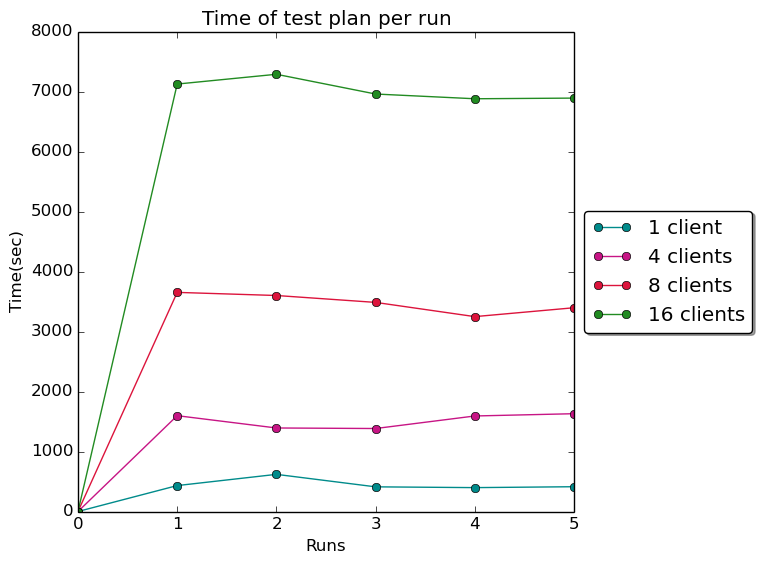 Time of test plan per run
8000
7000
6000
5000
4000
3000
2000
1000
0
Time(sec)
0 1 2 3 4 5
Runs
1 client
4 clients
8 clients
16 clients